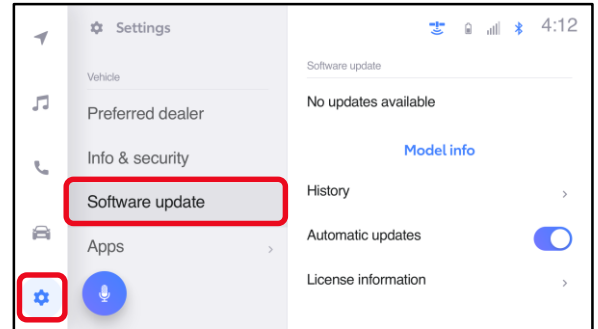 Settings
4:12
Vehicle
Preferred dealer
Info & security
Software update
Apps
Software update
No updates available
Model info
History
Automatic updates
License information